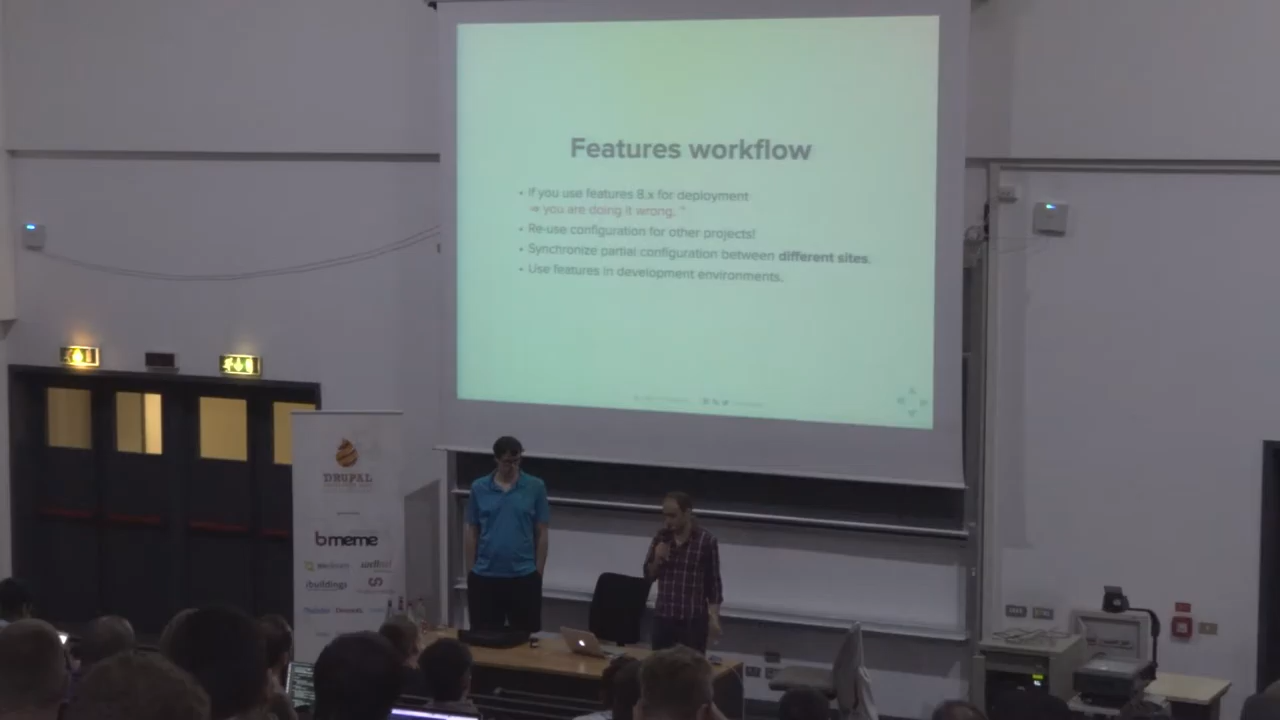 Features workflow
• If you use features 8.x for deployment
⇒ you are doing it wrong. *
• Re-use configuration for other projects!
• Synchronize partial configuration between different sites.
• Use features in development environments.
DRUPAL
bmeme
buildings